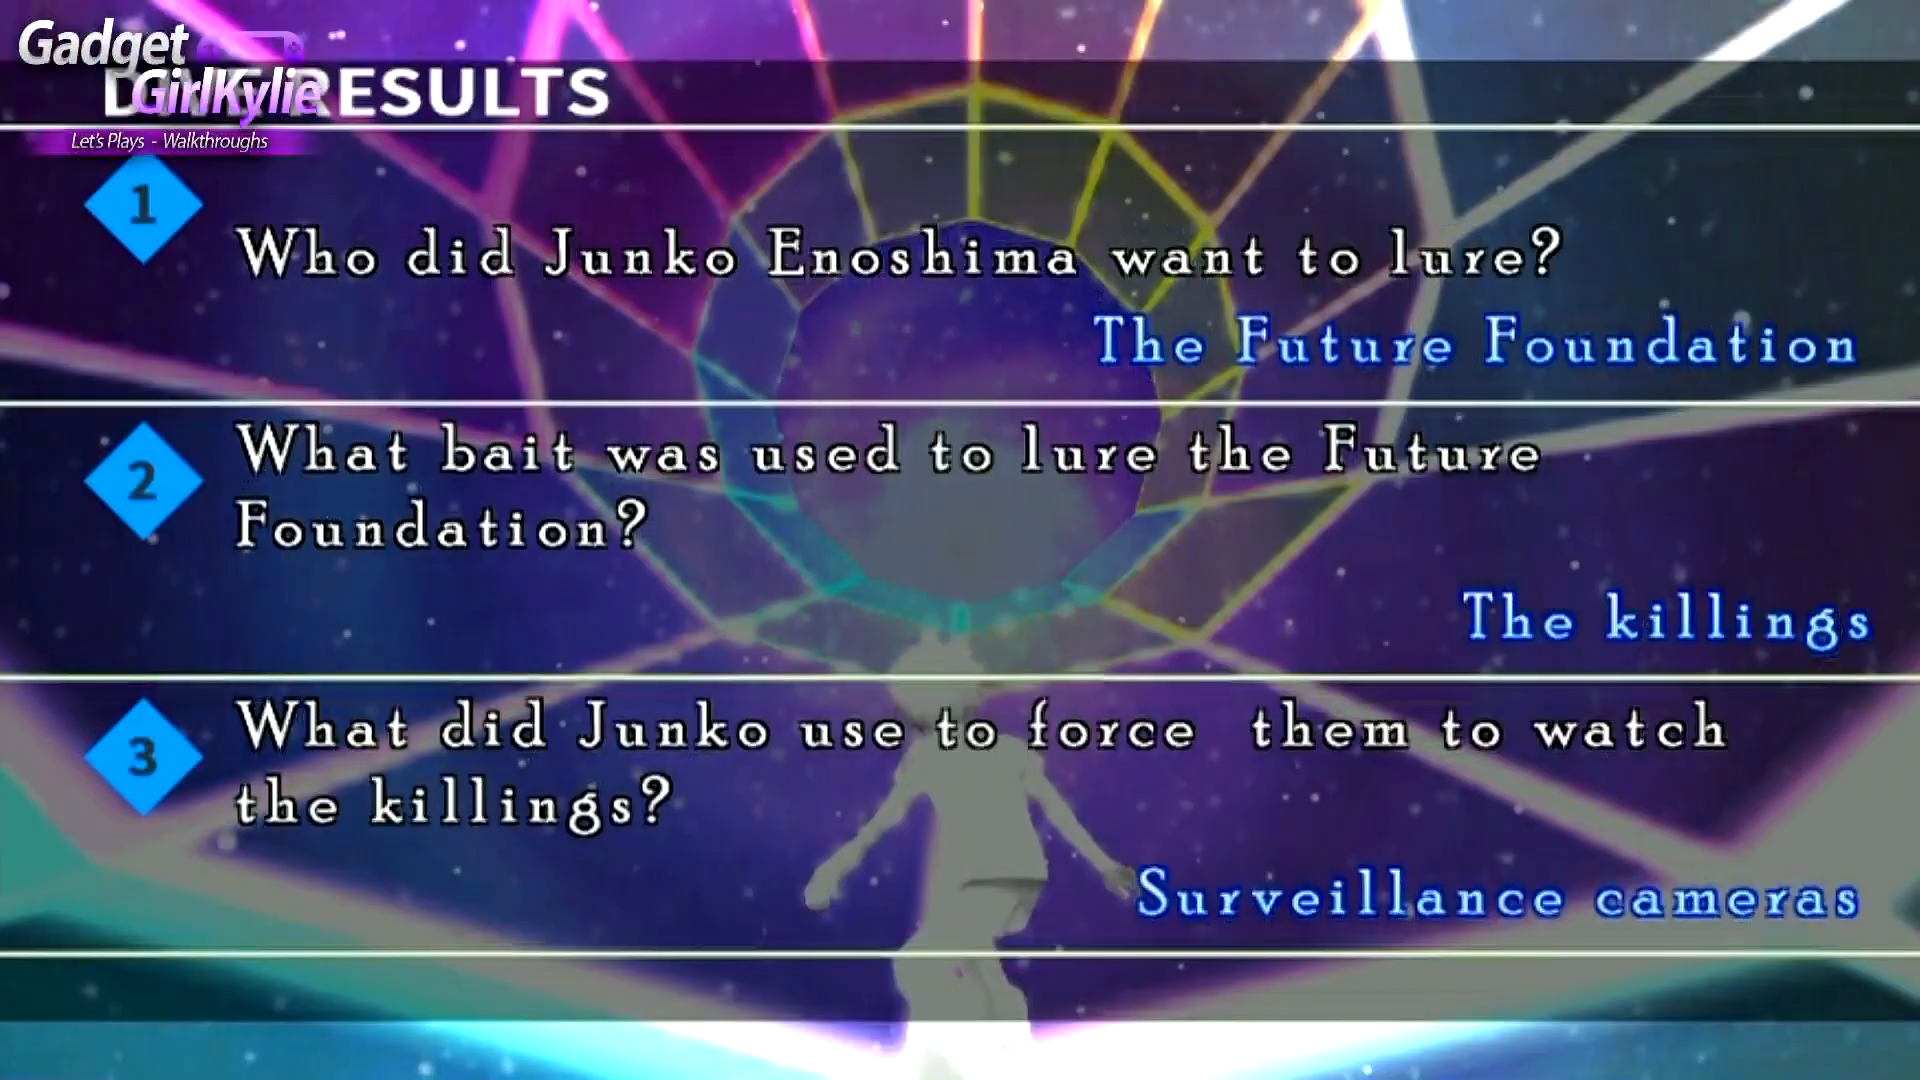 Gadget
GirlKylie
RESULTS
Let's Plays - Walkthroughs
1
Who did Junko Enoshima want to lure?
The Future Foundation
2
What bait was used to lure the Future
Foundation?
The killings
3
What did Junko use to force them to watch
the killings?
Surveillance cameras